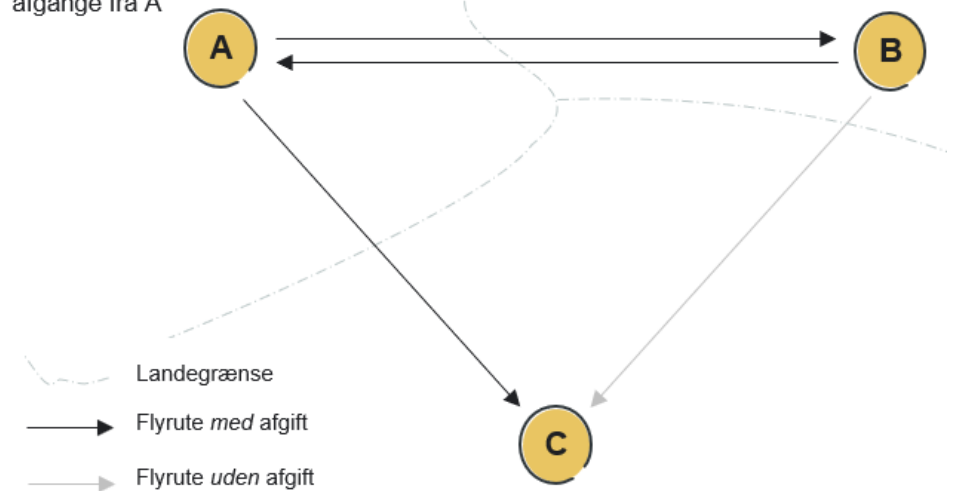 afgange fra A
A
B
C
Landegrænse
Flyrute med afgift
Flyrute uden afgift